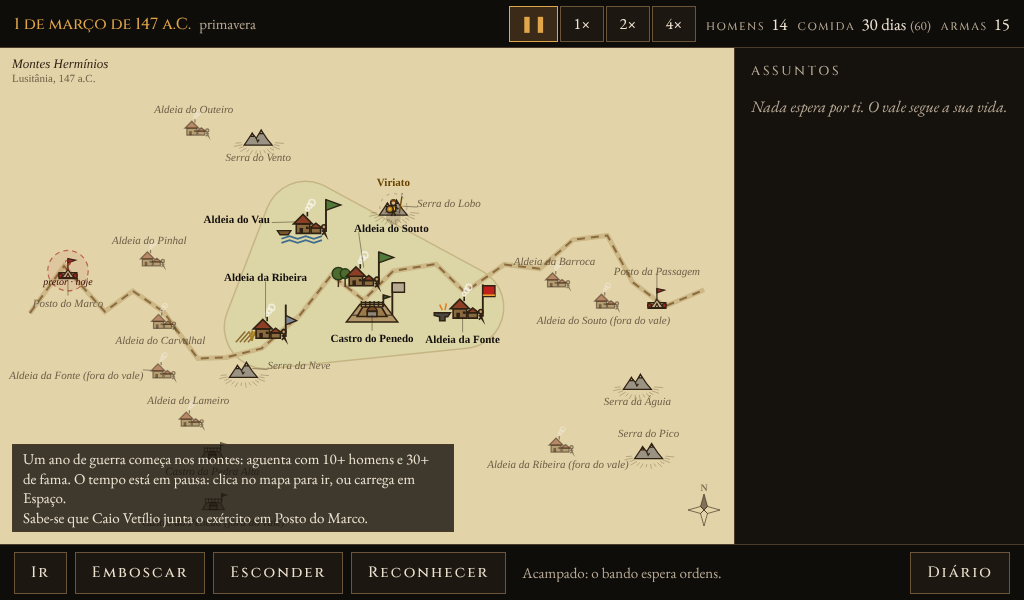 1 DE MARÇO DE 147 A.C. primavera
1× 2× 4×
HOMENS 14 COMIDA 30 dias (60) ARMAS 15
Montes Hermínios
Lusitânia, 147 a.C.
ASSUNTOS
Nada espera por ti. O vale segue a sua vida.
Aldeia do Outeiro
Serra do Vento
Viriato
Serra do Lobo
Aldeia do Vau
Aldeia do Souto
Aldeia do Pinhal
Aldeia da Barroca
Posto da Passagem
Aldeia da Ribeira
pretor · hoje
Posto do Marco
Aldeia do Souto (fora do vale)
Aldeia do Carvalhal
Castro do Penedo
Aldeia da Fonte
Serra da Neve
Aldeia da Fonte (fora do vale)
Aldeia do Lameiro
Serra da Águia
Serra do Pico
Aldeia da Ribeira (fora do vale)
Castro da Pedra Alta
Um ano de guerra começa nos montes: aguenta com 10+ homens e 30+
de fama. O tempo está em pausa: clica no mapa para ir, ou carrega em
Espaço.
Sabe-se que Caio Vetílio junta o exército em Posto do Marco.
N
IR
EMBOSCAR
ESCONDER
RECONHECER
Acampado: o bando espera ordens.
DIÁRIO